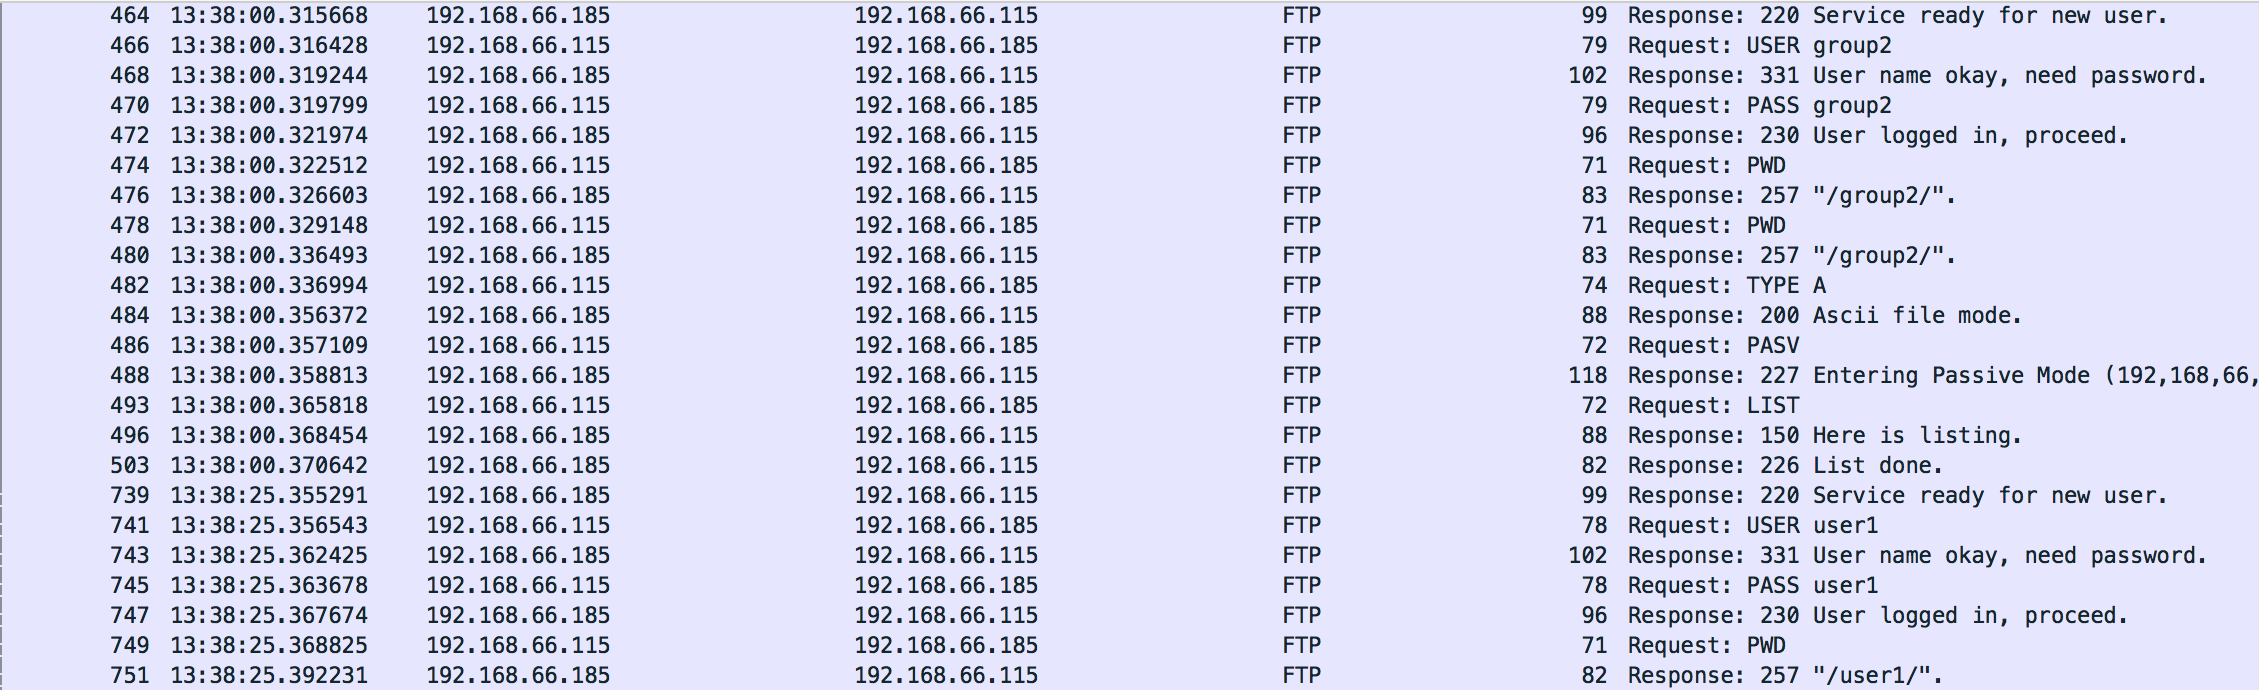 464 13:38:00.315668 192.168.66.185 192.168.66.115 FTP 99 Response: 220 Service ready for new user.
466 13:38:00.316428 192.168.66.115 192.168.66.185 FTP 79 Request: USER group2
468 13:38:00.319244 192.168.66.185 192.168.66.115 FTP 102 Response: 331 User name okay, need password.
470 13:38:00.319799 192.168.66.115 192.168.66.185 FTP 79 Request: PASS group2
472 13:38:00.321974 192.168.66.185 192.168.66.115 FTP 96 Response: 230 User logged in, proceed.
474 13:38:00.322512 192.168.66.115 192.168.66.185 FTP 71 Request: PWD
476 13:38:00.326603 192.168.66.185 192.168.66.115 FTP 83 Response: 257 "/group2/".
478 13:38:00.329148 192.168.66.115 192.168.66.185 FTP 71 Request: PWD
480 13:38:00.336493 192.168.66.185 192.168.66.115 FTP 83 Response: 257 "/group2/".
482 13:38:00.336994 192.168.66.115 192.168.66.185 FTP 74 Request: TYPE A
484 13:38:00.356372 192.168.66.185 192.168.66.115 FTP 88 Response: 200 Ascii file mode.
486 13:38:00.357109 192.168.66.115 192.168.66.185 FTP 72 Request: PASV
488 13:38:00.358813 192.168.66.185 192.168.66.115 FTP 118 Response: 227 Entering Passive Mode (192,168,66,
493 13:38:00.365818 192.168.66.115 192.168.66.185 FTP 72 Request: LIST
496 13:38:00.368454 192.168.66.185 192.168.66.115 FTP 88 Response: 150 Here is listing.
503 13:38:00.370642 192.168.66.185 192.168.66.115 FTP 82 Response: 226 List done.
739 13:38:25.355291 192.168.66.185 192.168.66.115 FTP 99 Response: 220 Service ready for new user.
741 13:38:25.356543 192.168.66.115 192.168.66.185 FTP 78 Request: USER user1
743 13:38:25.362425 192.168.66.185 192.168.66.115 FTP 102 Response: 331 User name okay, need password.
745 13:38:25.363678 192.168.66.115 192.168.66.185 FTP 78 Request: PASS user1
747 13:38:25.367674 192.168.66.185 192.168.66.115 FTP 96 Response: 230 User logged in, proceed.
749 13:38:25.368825 192.168.66.115 192.168.66.185 FTP 71 Request: PWD
751 13:38:25.392231 192.168.66.185 192.168.66.115 FTP 82 Response: 257 "/user1/".